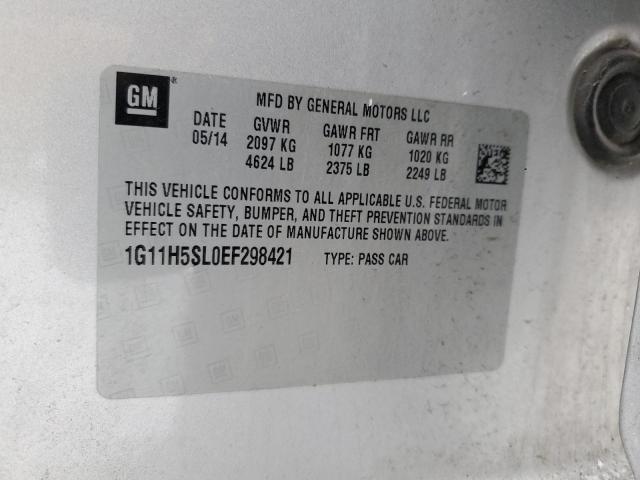 GM
MFD BY GENERAL MOTORS LLC
DATE GVWR GAWR FRT GAWR RR
05/14 2097 KG 1077 KG 1020 KG
4624 LB 2375 LB 2249 LB
THIS VEHICLE CONFORMS TO ALL APPLICABLE U.S. FEDERAL MOTOR
VEHICLE SAFETY, BUMPER, AND THEFT PREVENTION STANDARDS IN
EFFECT ON THE DATE OF MANUFACTURE SHOWN ABOVE.
1G11H5SL0EF298421 TYPE: PASS CAR